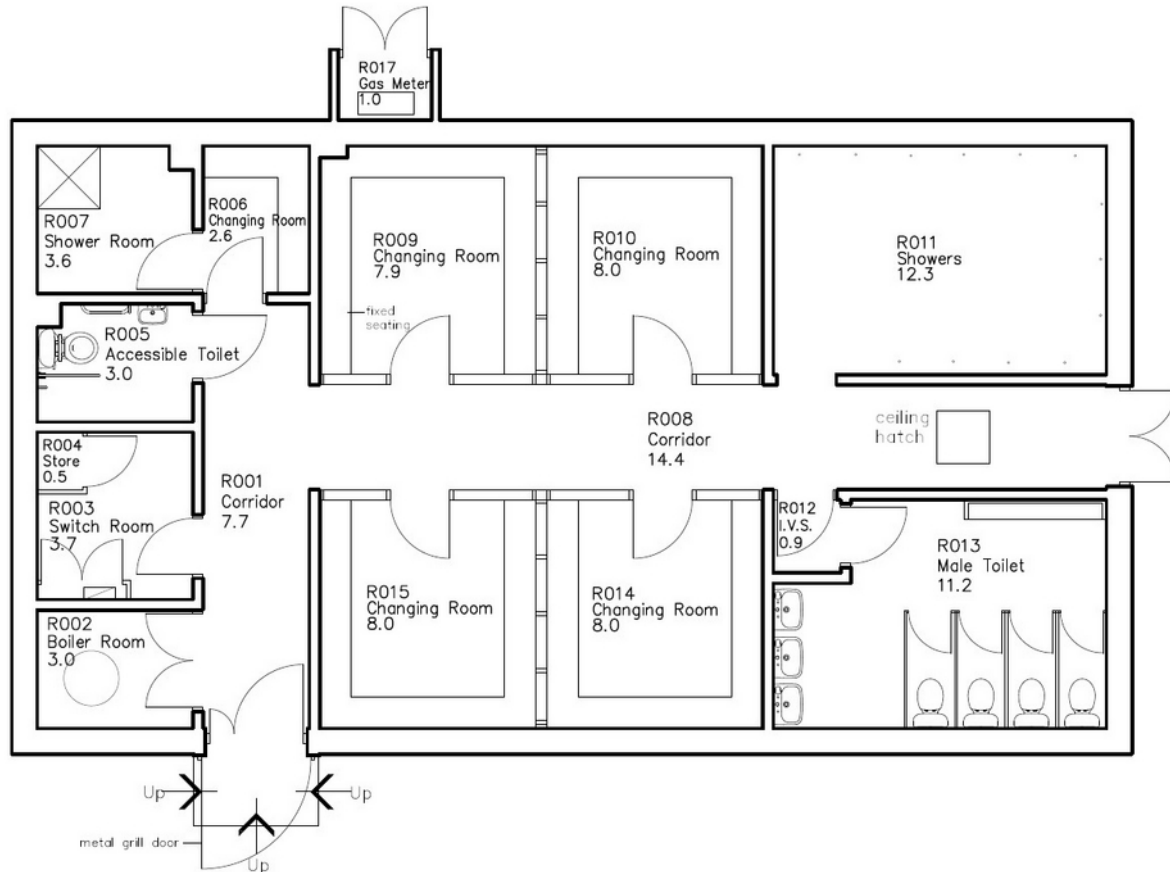 R017
Gas Meter
1.0
R007
Shower Room
3.6
R006
Changing Room
2.6
R009
Changing Room
7.9
R010
Changing Room
8.0
R011
Showers
12.3
fixed
seating
R005
Accessible Toilet
3.0
R008
Corridor
14.4
ceiling
hatch
R004
Store
0.5
R003
Switch Room
3.7
R001
Corridor
7.7
R012
I.V.S.
0.9
R013
Male Toilet
11.2
R015
Changing Room
8.0
R014
Changing Room
8.0
R002
Boiler Room
3.0
Up
Up
metal grill door
Up